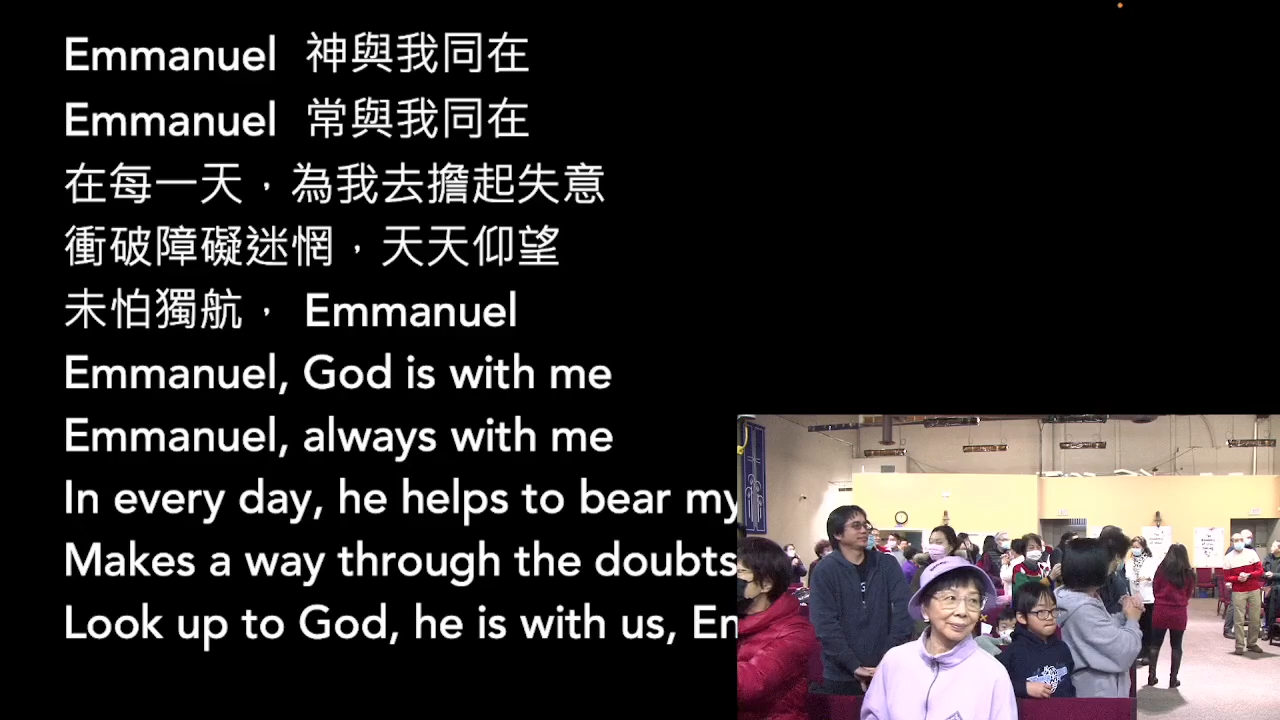 Emmanuel 神與我同在
Emmanuel 常與我同在
在每一天，為我去擔起失意
衝破障礙迷惘，天天仰望
未怕獨航， Emmanuel
Emmanuel, God is with me
Emmanuel, always with me
In every day, he helps to bear my
Makes a way through the doubts
Look up to God, he is with us,